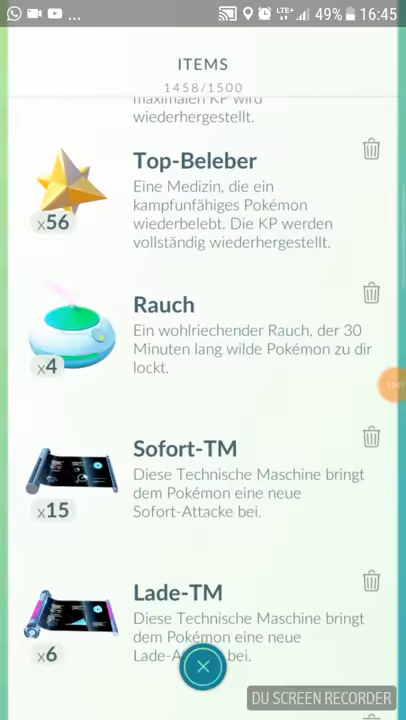 ... LTE+ 49% 16:45
ITEMS
1458/1500
maximalen KP wird
wiederhergestellt.
Top-Beleber
Eine Medizin, die ein
kampfunfähiges Pokémon
wiederbelebt. Die KP werden
vollständig wiederhergestellt.
x56
Rauch
Ein wohlriechender Rauch, der 30
Minuten lang wilde Pokémon zu dir
lockt.
x4
Sofort-TM
Diese Technische Maschine bringt
dem Pokémon eine neue
Sofort-Attacke bei.
x15
Lade-TM
Diese Technische Maschine bringt
dem Pokémon eine neue
bei.
x6
DU SCREEN RECORDER